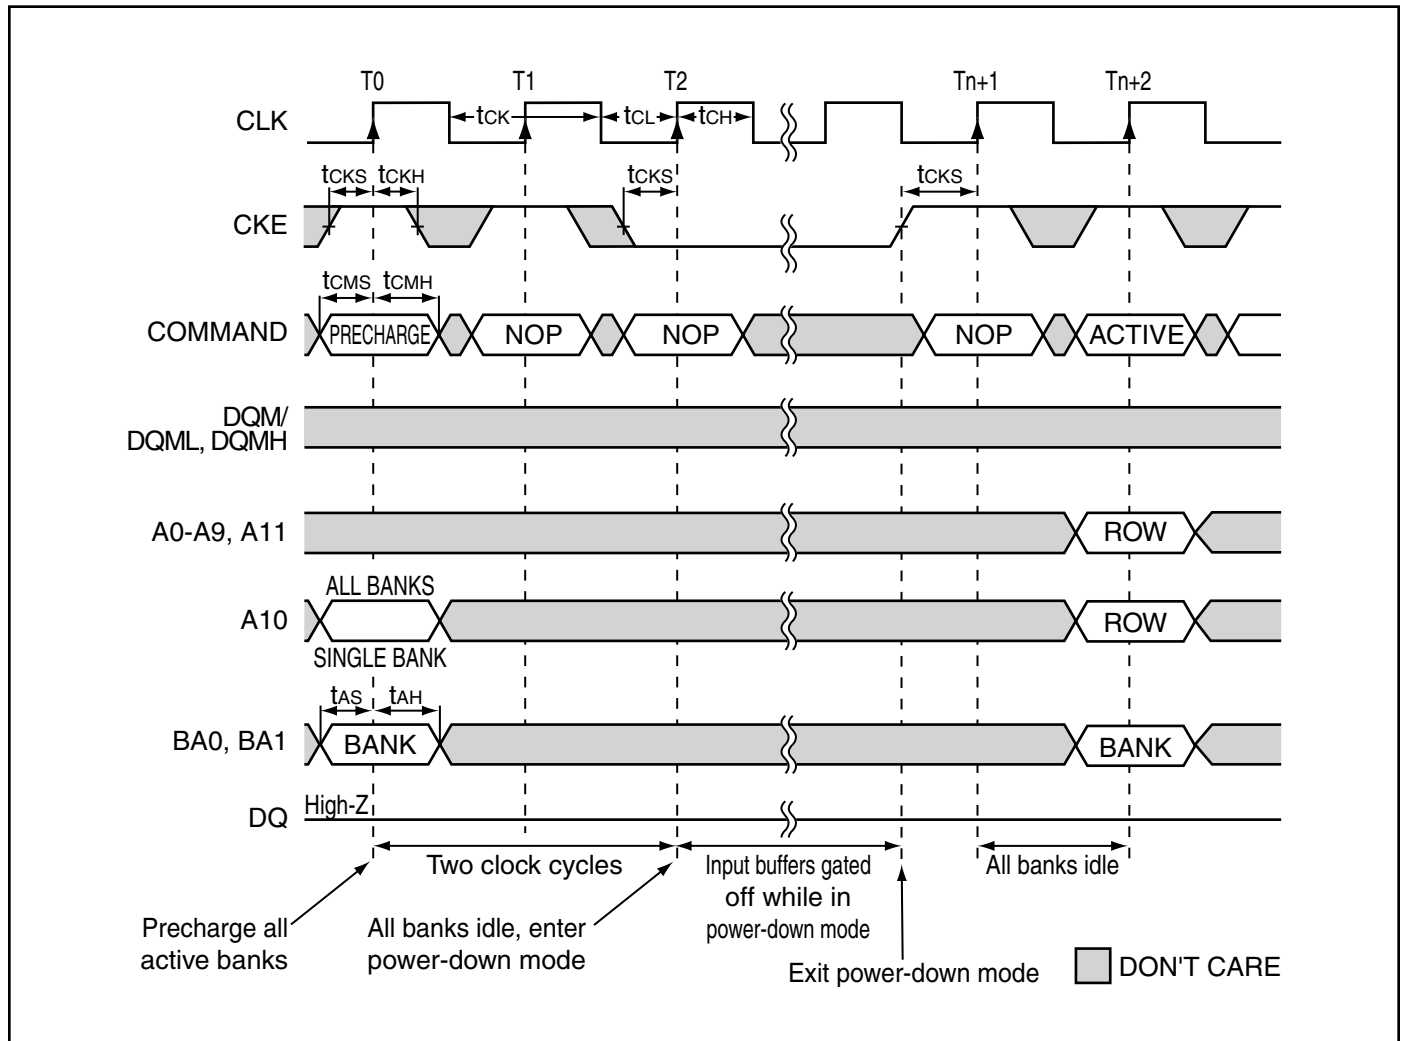 T0 T1 T2 Tn+1 Tn+2
CLK tCK tCL tCH
tCKS tCKH tCKS tCKS
CKE
tCMS tCMH
COMMAND PRECHARGE NOP NOP NOP ACTIVE
DQM/
DQML, DQMH
A0-A9, A11 ROW
ALL BANKS
A10 ROW
SINGLE BANK
tAS tAH
BA0, BA1 BANK BANK
DQ High-Z
Two clock cycles
Input buffers gated
off while in
power-down mode
All banks idle
Precharge all
active banks
All banks idle, enter
power-down mode
Exit power-down mode
DON'T CARE